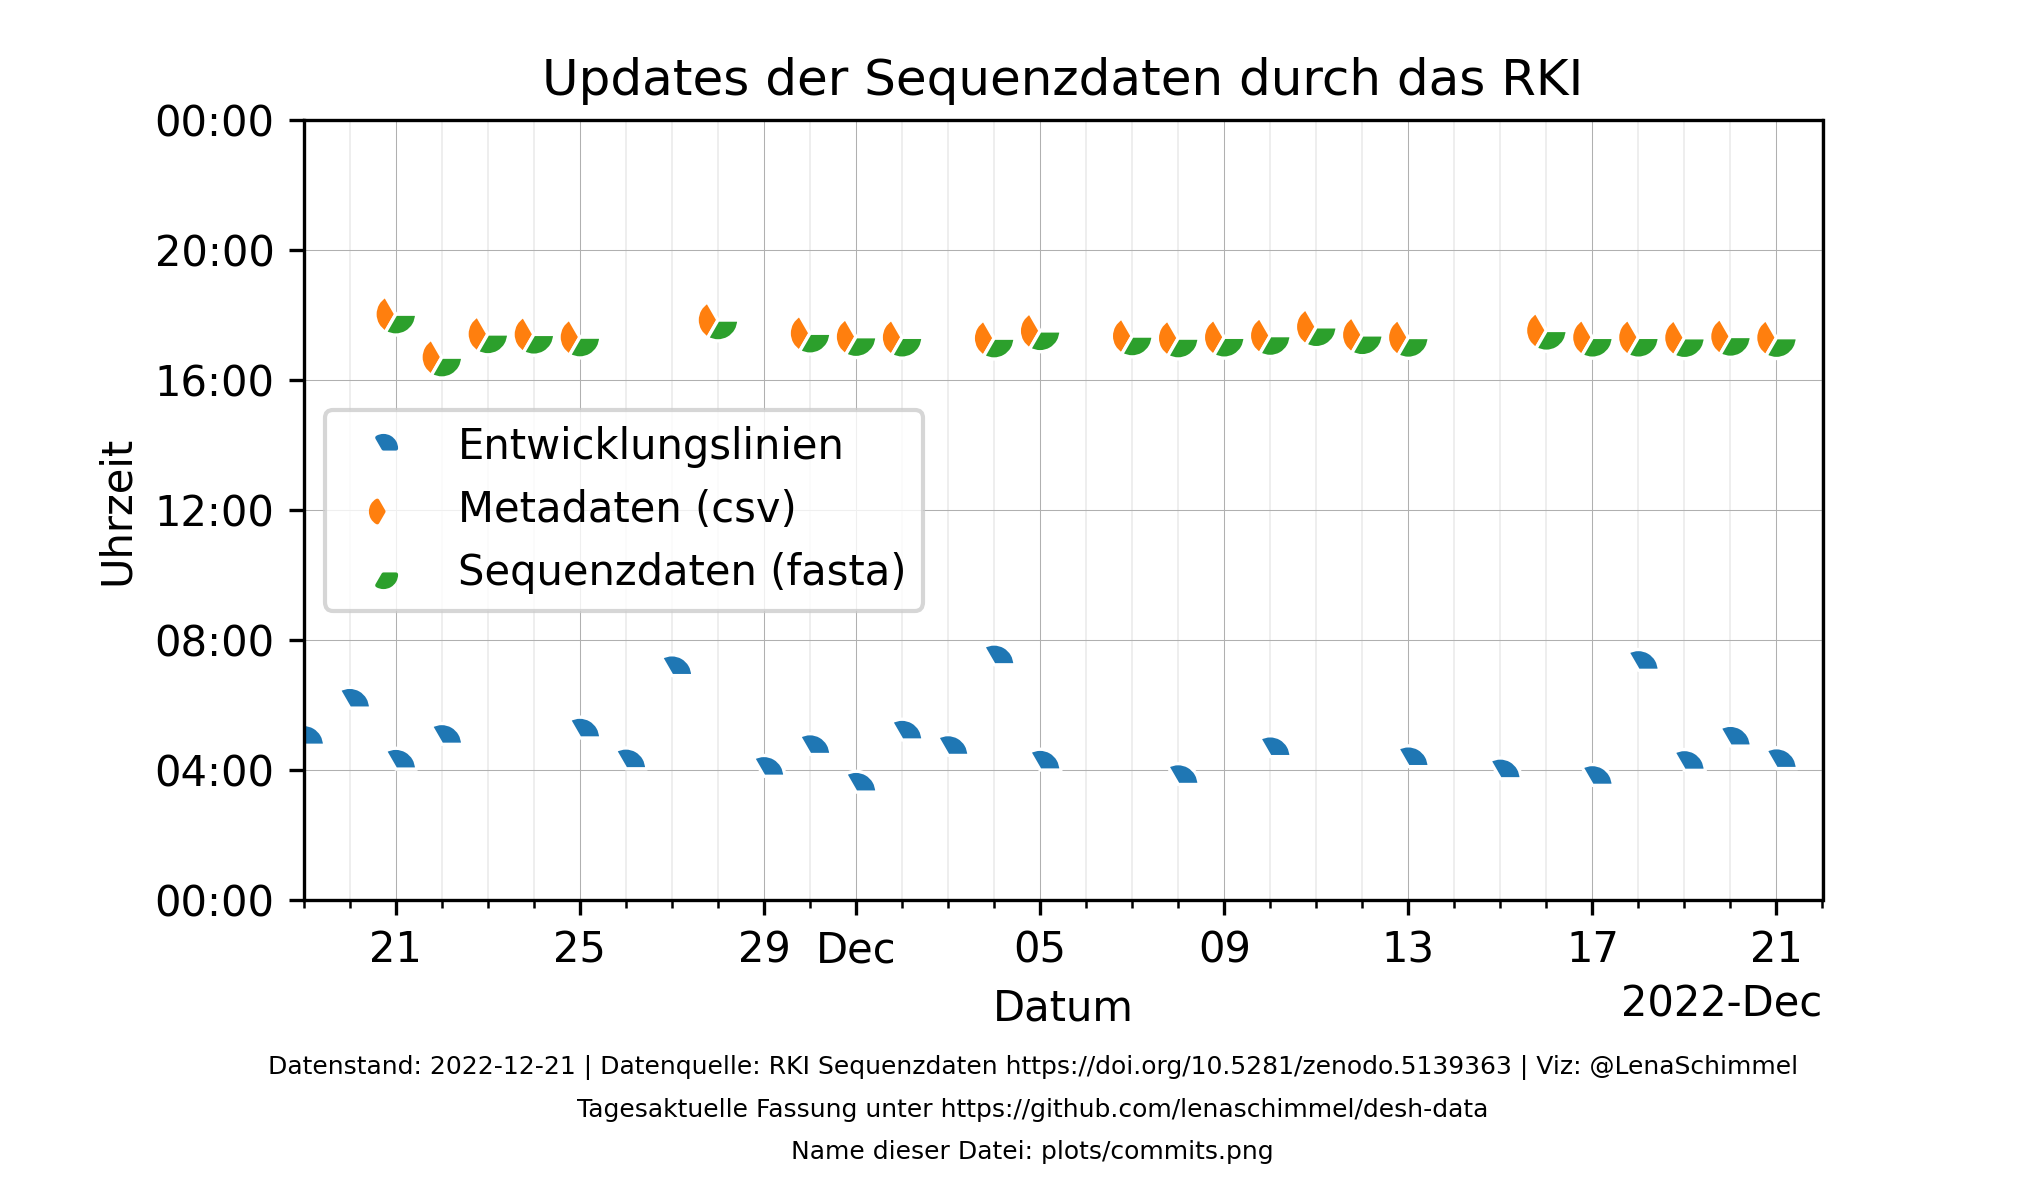 Updates der Sequenzdaten durch das RKI
00:00
20:00
16:00
12:00
08:00
04:00
00:00
Uhrzeit
Entwicklungslinien
Metadaten (csv)
Sequenzdaten (fasta)
21 25 29 Dec 05 09 13 17 21
Datum
2022-Dec
Datenstand: 2022-12-21 | Datenquelle: RKI Sequenzdaten https://doi.org/10.5281/zenodo.5139363 | Viz: @LenaSchimmel
Tagesaktuelle Fassung unter https://github.com/lenaschimmel/desh-data
Name dieser Datei: plots/commits.png